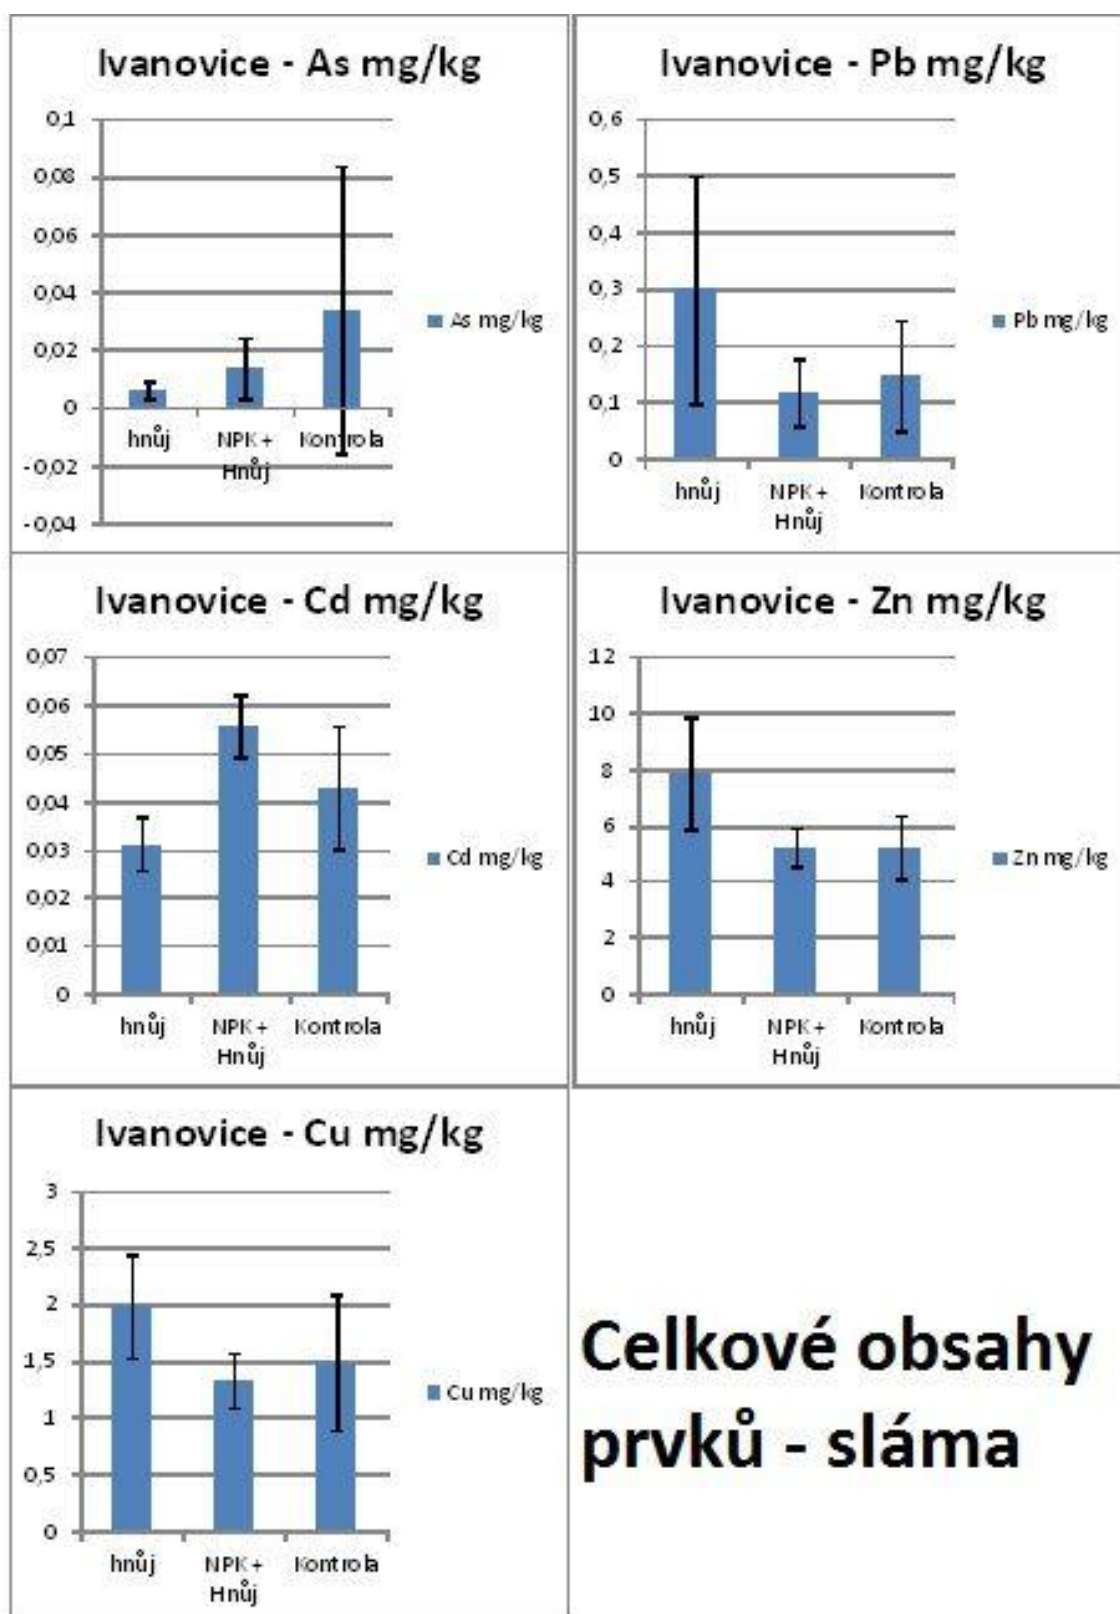 Ivanovice - As mg/kg
0,1
0,08
0,06
0,04
0,02
0
-0,02
-0,04
hnůj
NPK +
Hnůj
Kontrola
As mg/kg
Ivanovice - Pb mg/kg
0,6
0,5
0,4
0,3
0,2
0,1
0
hnůj
NPK +
Hnůj
Kontrola
Pb mg/kg
Ivanovice - Cd mg/kg
0,07
0,06
0,05
0,04
0,03
0,02
0,01
0
hnůj
NPK +
Hnůj
Kontrola
Cd mg/kg
Ivanovice - Zn mg/kg
12
10
8
6
4
2
0
hnůj
NPK +
Hnůj
Kontrola
Zn mg/kg
Ivanovice - Cu mg/kg
3
2,5
2
1,5
1
0,5
0
hnůj
NPK +
Hnůj
Kontrola
Cu mg/kg
Celkové obsahy
prvků - sláma